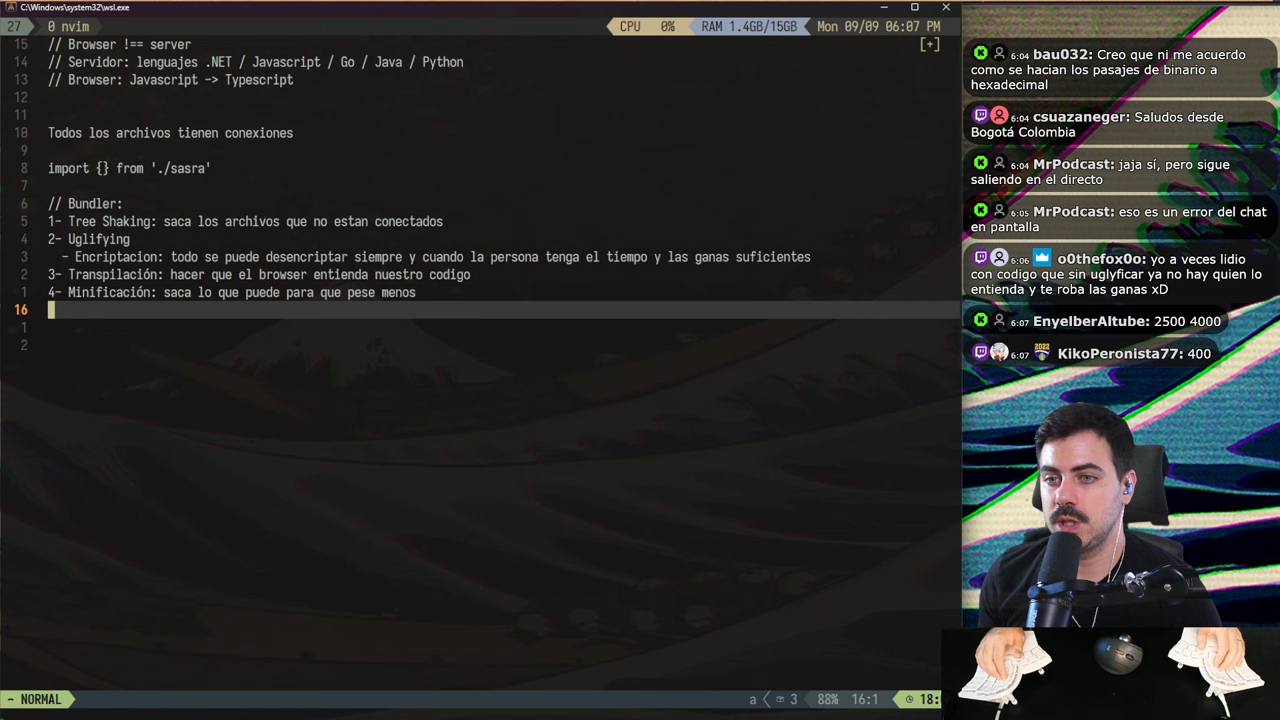 C:\Windows\system32\wsl.exe
27 0 nvim CPU 0% RAM 1.4GB/15GB Mon 09/09 06:07 PM
15 // Browser !== server [+]
14 // Servidor: lenguajes .NET / Javascript / Go / Java / Python
13 // Browser: Javascript -> Typescript
12
11
10 Todos los archivos tienen conexiones
9
8 import {} from './sasra'
7
6 // Bundler:
5 1- Tree Shaking: saca los archivos que no estan conectados
4 2- Uglifying
3 - Encriptacion: todo se puede desencriptar siempre y cuando la persona tenga el tiempo y las ganas suficientes
2 3- Transpilación: hacer que el browser entienda nuestro codigo
1 4- Minificación: saca lo que puede para que pese menos
16
1
2
~ NORMAL a 3 88% 16:1 18:
6:04 bau032: Creo que ni me acuerdo
como se hacian los pasajes de binario a
hexadecimal
6:04 csuazaneger: Saludos desde
Bogotá Colombia
6:04 MrPodcast: jaja sí, pero sigue
saliendo en el directo
6:05 MrPodcast: eso es un error del chat
en pantalla
6:06 o0thefox0o: yo a veces lidio
con codigo que sin uglyficar ya no hay quien lo
entienda y te roba las ganas xD
6:07 EnyelberAltube: 2500 4000
6:07 2022 KikoPeronista77: 400